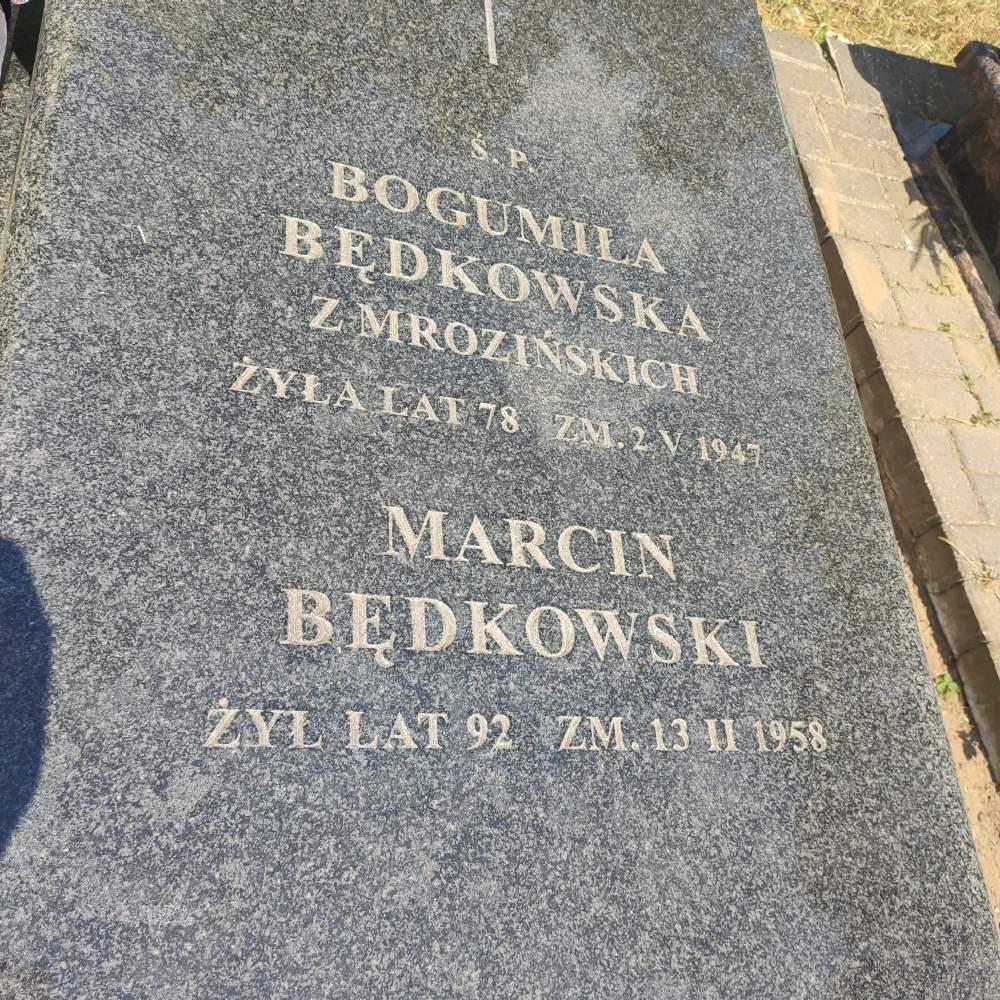 Ś. P.
BOGUMIŁA
BĘDKOWSKA
Z MROZIŃSKICH
ŻYŁA LAT 78 ZM. 2 V 1947
MARCIN
BĘDKOWSKI
ŻYŁ LAT 92 ZM. 13 II 1958